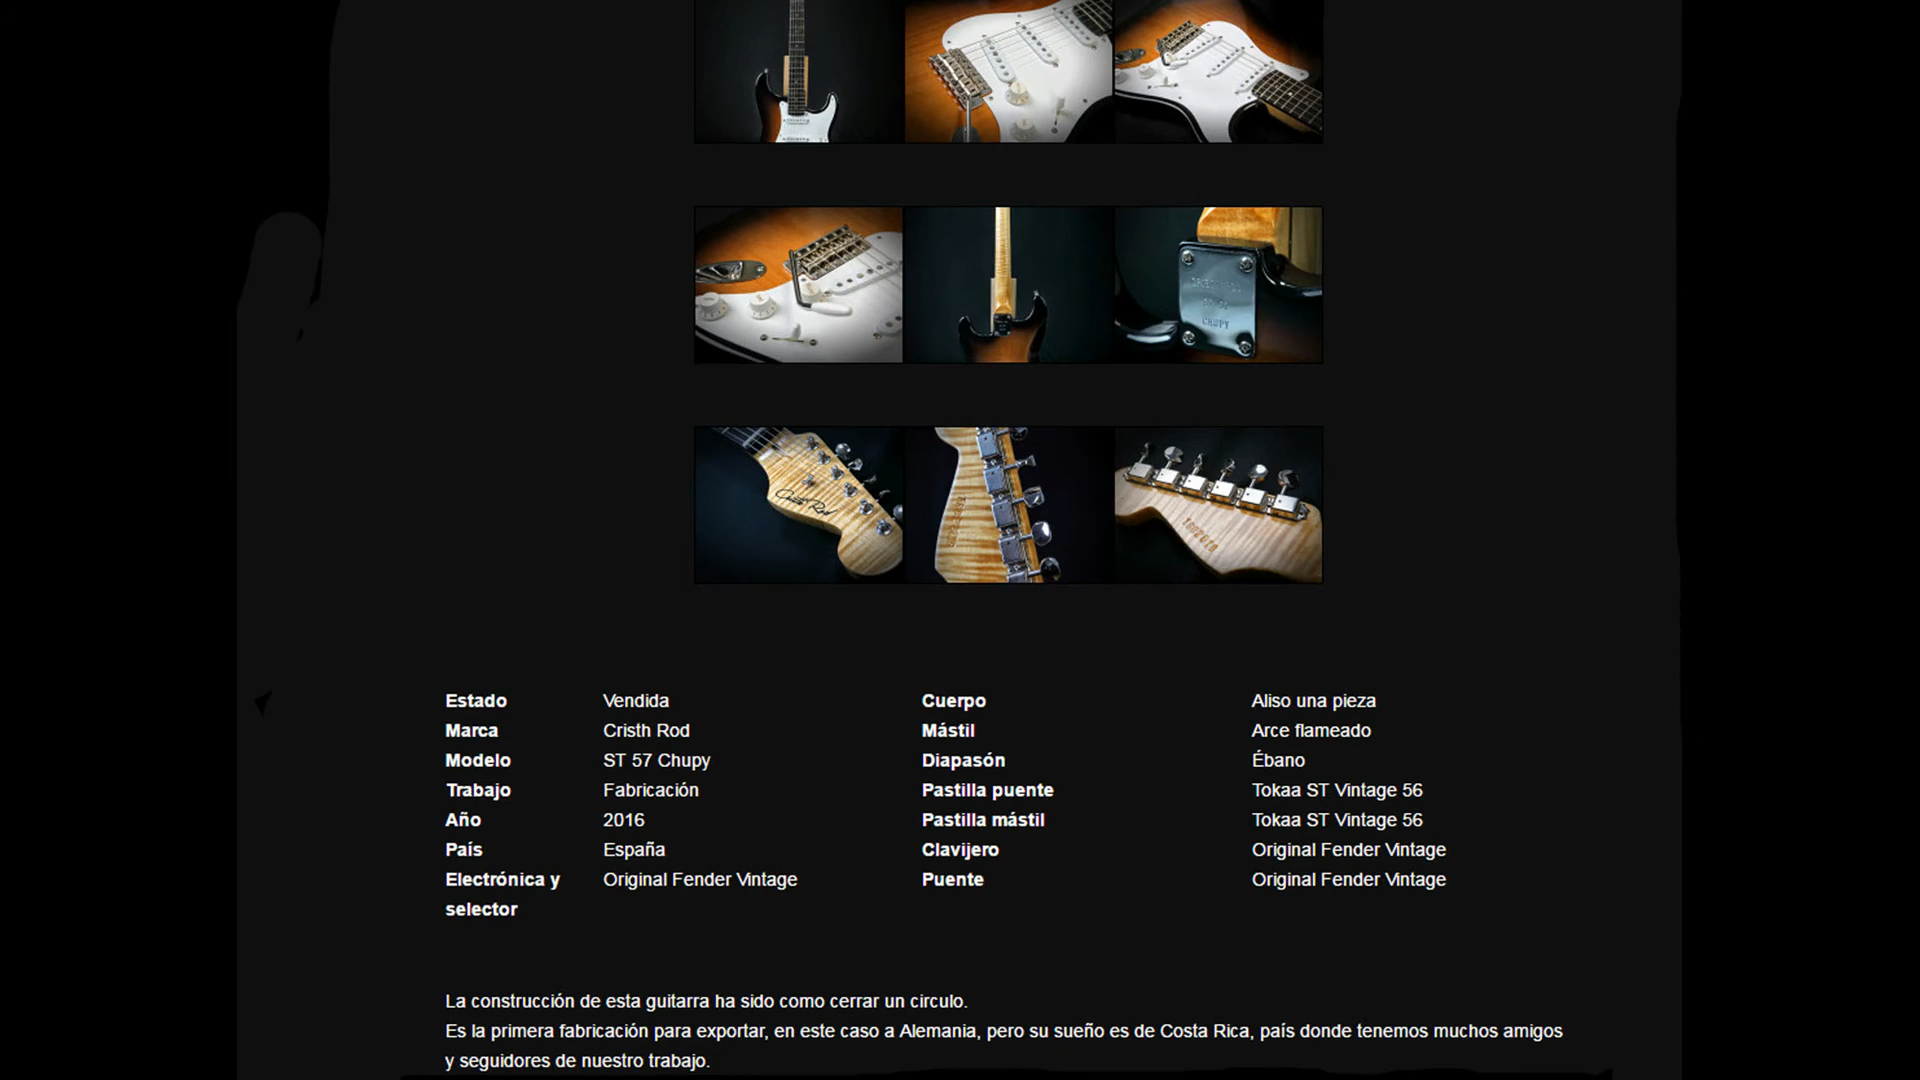 CHUPY
Cristh Rod
Estado Vendida Cuerpo Aliso una pieza
Marca Cristh Rod Mástil Arce flameado
Modelo ST 57 Chupy Diapasón Ébano
Trabajo Fabricación Pastilla puente Tokaa ST Vintage 56
Año 2016 Pastilla mástil Tokaa ST Vintage 56
País España Clavijero Original Fender Vintage
Electrónica y Original Fender Vintage Puente Original Fender Vintage
selector
La construcción de esta guitarra ha sido como cerrar un circulo.
Es la primera fabricación para exportar, en este caso a Alemania, pero su sueño es de Costa Rica, país donde tenemos muchos amigos
y seguidores de nuestro trabajo.